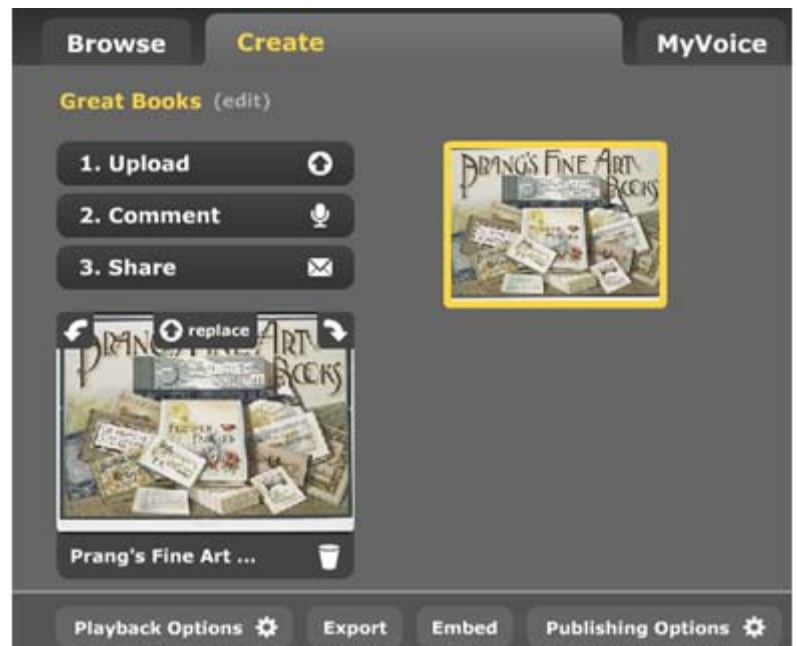 Browse Create MyVoice
Great Books (edit)
1. Upload
2. Comment
3. Share
PRANG'S FINE ART
BOOKS
replace
PRANG'S FINE ART
BOOKS
Prang's Fine Art ...
Playback Options Export Embed Publishing Options